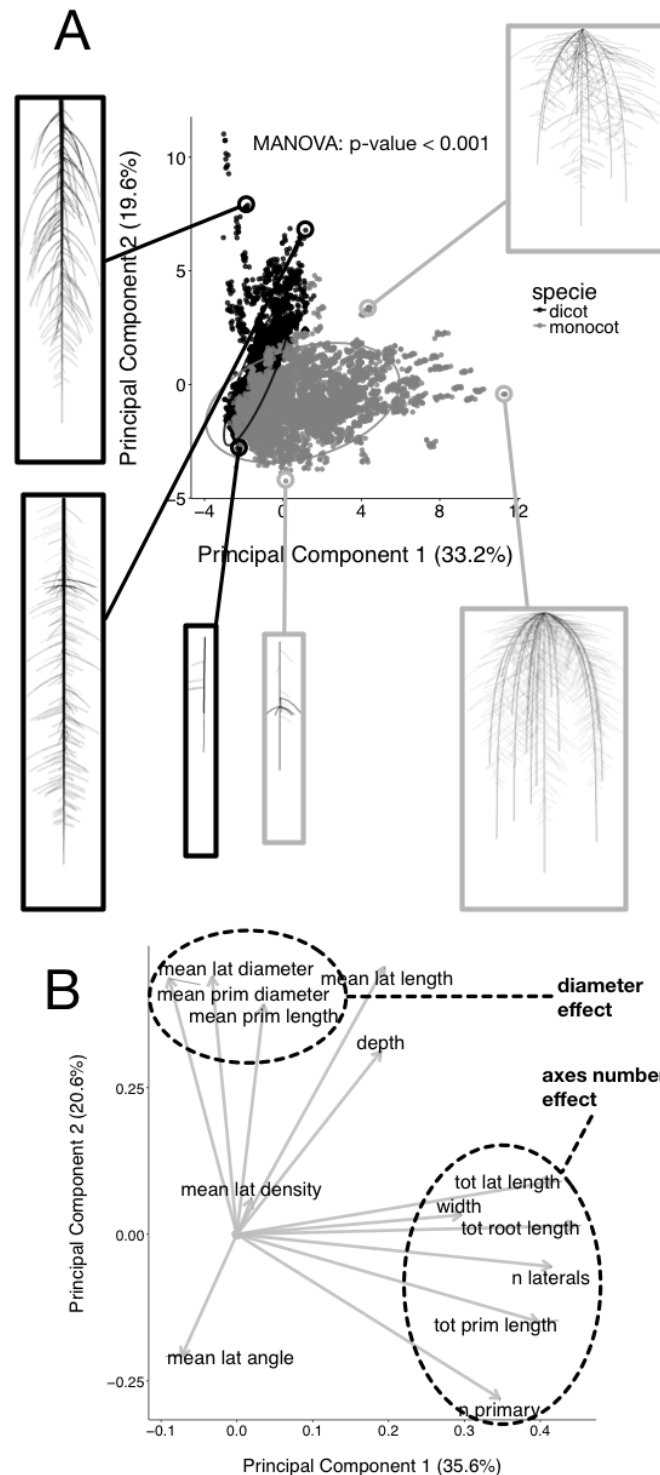 A
MANOVA: p-value < 0.001
Principal Component 2 (19.6%)
10
5
0
−5
−4
0
4
8
12
Principal Component 1 (33.2%)
specie
dicot
monocot
B
mean lat diameter
mean prim diameter
mean prim length
mean lat length
diameter
effect
depth
axes number
effect
0.25
0.00
−0.25
Principal Component 2 (20.6%)
mean lat density
tot lat length
width
tot root length
n laterals
tot prim length
mean lat angle
n primary
−0.1
0.0
0.1
0.2
0.3
0.4
Principal Component 1 (35.6%)